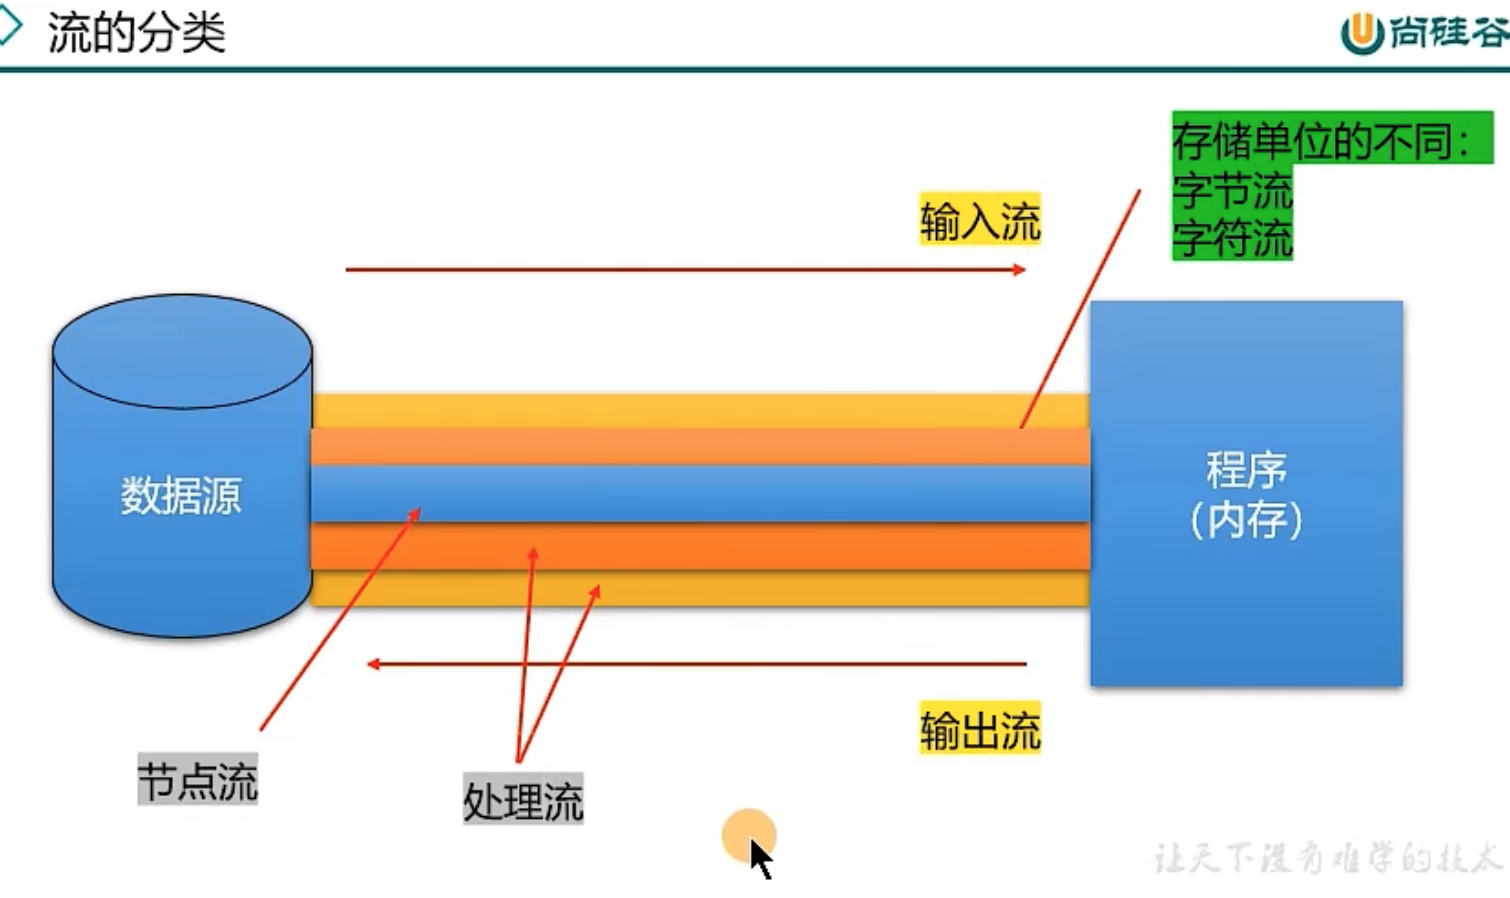 流的分类
尚硅谷
存储单位的不同：
字节流
字符流
输入流
数据源
程序
（内存）
输出流
节点流
处理流
让天下没有难学的技术